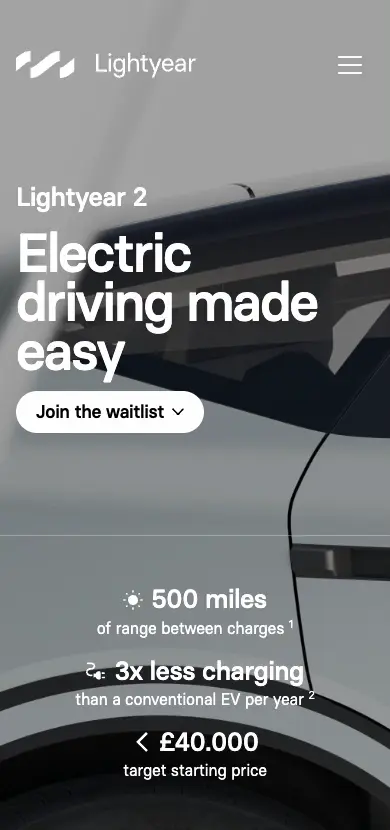 Lightyear
Lightyear 2
Electric
driving made
easy
Join the waitlist
500 miles
of range between charges ¹
3x less charging
than a conventional EV per year ²
< £40.000
target starting price